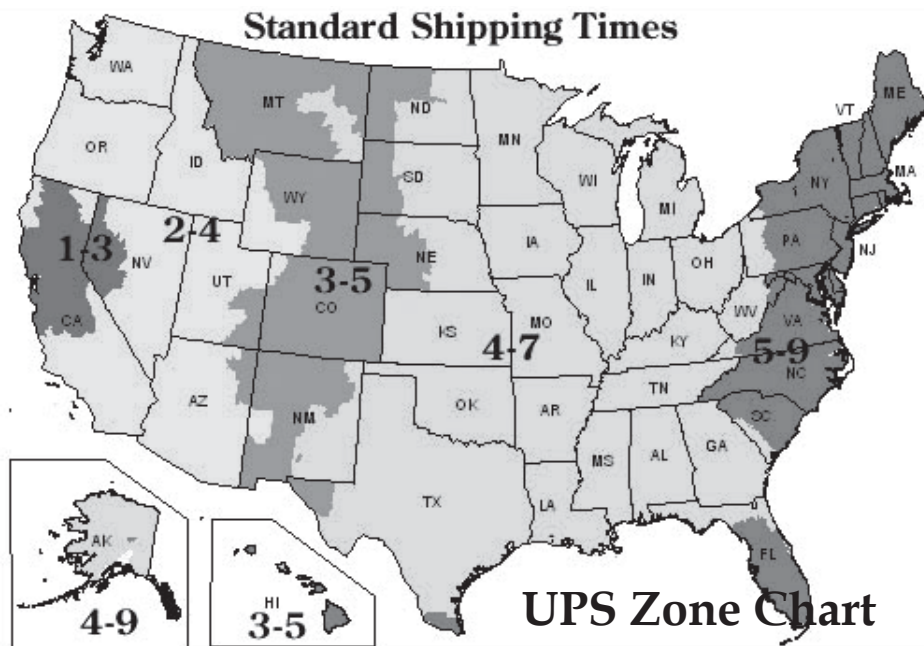 Standard Shipping Times
WA
MT
ND
MN
VT
ME
OR
ID
SD
WI
MI
NY
MA
WY
1-3
2-4
NV
UT
3-5
CO
NE
IA
IL
IN
OH
PA
NJ
CA
KS
4-7
MO
KY
WV
VA
5-9
NC
AZ
NM
OK
AR
TN
SC
MS
AL
GA
TX
LA
FL
AK
4-9
HI
3-5
UPS Zone Chart